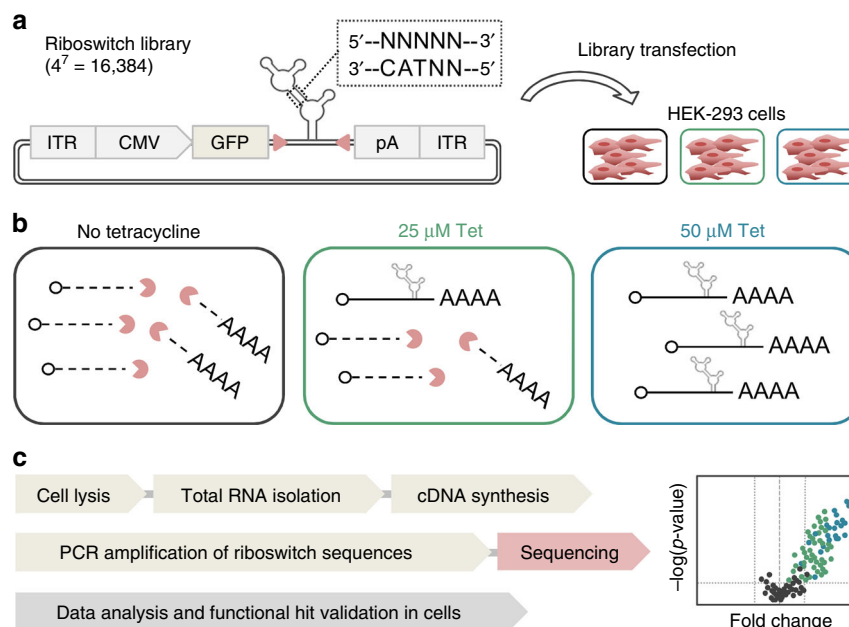 a
Riboswitch library
(4⁷ = 16,384)
5′--NNNNN--3′
3′--CATNN--5′
Library transfection
HEK-293 cells
ITR CMV GFP pA ITR
b
No tetracycline
25 µM Tet
50 µM Tet
AAAA
AAAA
AAAA
AAAA
AAAA
AAAA
AAAA
c
Cell lysis
Total RNA isolation
cDNA synthesis
PCR amplification of riboswitch sequences
Sequencing
Data analysis and functional hit validation in cells
–log(p-value)
Fold change